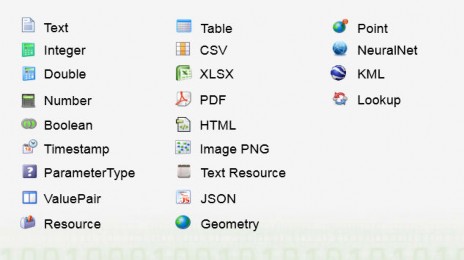 Text
Integer
Double
Number
Boolean
Timestamp
ParameterType
ValuePair
Resource
Table
CSV
XLSX
PDF
HTML
Image PNG
Text Resource
JSON
Geometry
Point
NeuralNet
KML
Lookup